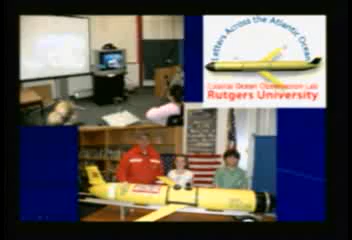 Letters Across the Atlantic Ocean
Coastal Ocean Observation Lab
Rutgers University